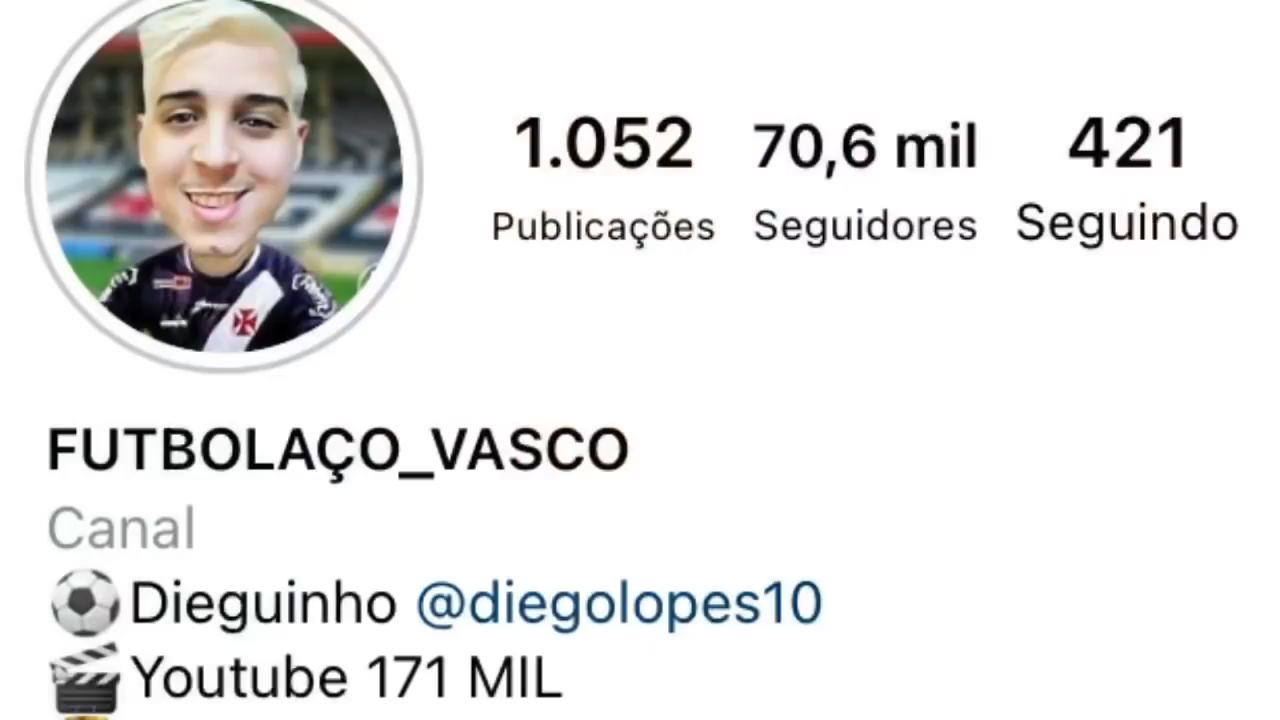 1.052 70,6 mil 421
Publicações Seguidores Seguindo
FUTBOLAÇO_VASCO
Canal
Dieguinho @diegolopes10
Youtube 171 MIL